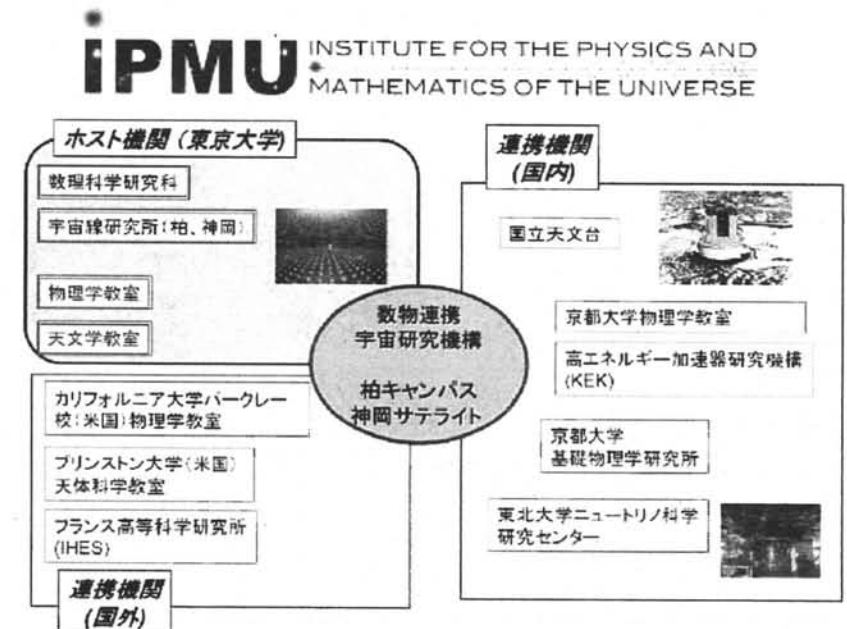 iPMU INSTITUTE FOR THE PHYSICS AND
MATHEMATICS OF THE UNIVERSE
ホスト機関（東京大学）
数理科学研究科
宇宙線研究所（柏、神岡）
物理学教室
天文学教室
数物連携
宇宙研究機構
柏キャンパス
神岡サテライト
連携機関
(国内)
国立天文台
京都大学物理学教室
高エネルギー加速器研究機構
(KEK)
京都大学
基礎物理学研究所
東北大学ニュートリノ科学
研究センター
カリフォルニア大学バークレー
校（米国）物理学教室
プリンストン大学（米国）
天体科学教室
フランス高等科学研究所
(IHES)
連携機関
(国外)